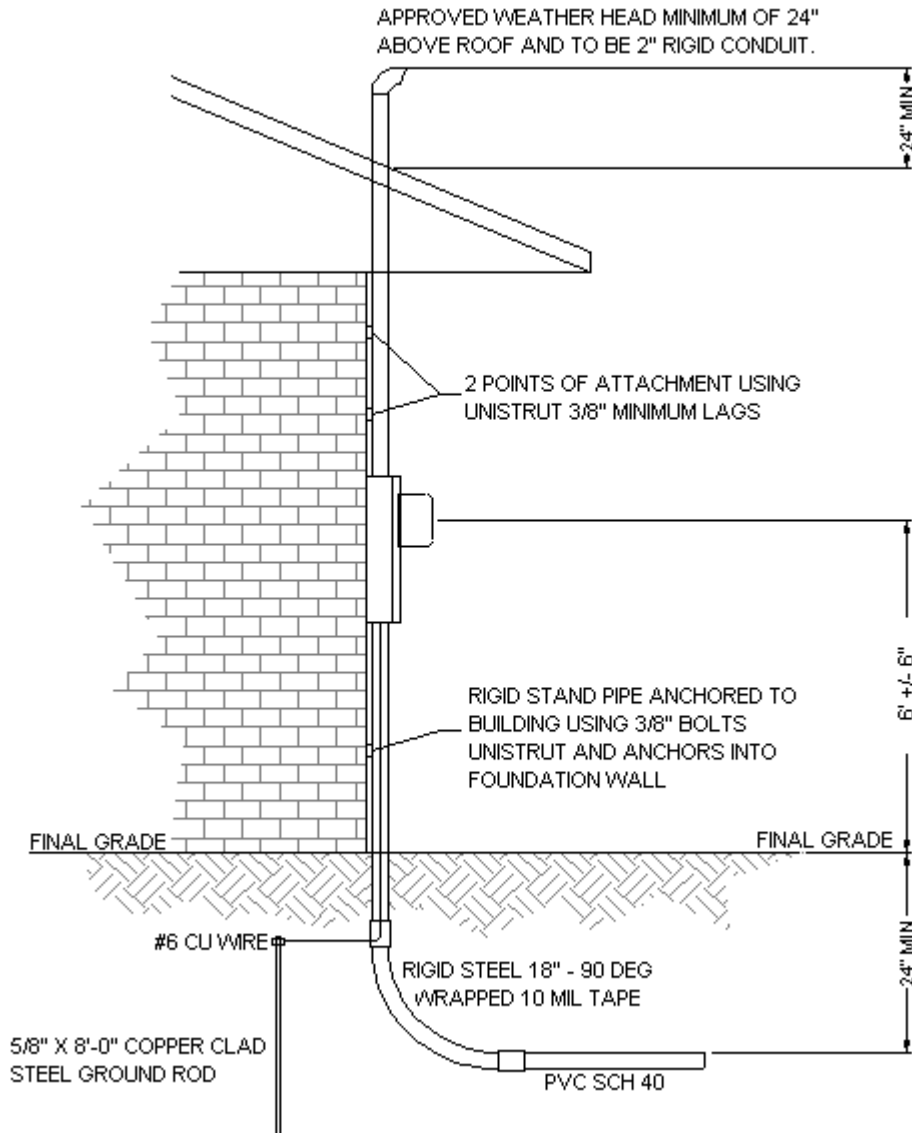 APPROVED WEATHER HEAD MINIMUM OF 24"
ABOVE ROOF AND TO BE 2" RIGID CONDUIT.
24" MIN
2 POINTS OF ATTACHMENT USING
UNISTRUT 3/8" MINIMUM LAGS
6' +/- 6"
RIGID STAND PIPE ANCHORED TO
BUILDING USING 3/8" BOLTS
UNISTRUT AND ANCHORS INTO
FOUNDATION WALL
FINAL GRADE
FINAL GRADE
#6 CU WIRE
24" MIN
RIGID STEEL 18" - 90 DEG
WRAPPED 10 MIL TAPE
5/8" X 8'-0" COPPER CLAD
STEEL GROUND ROD
PVC SCH 40